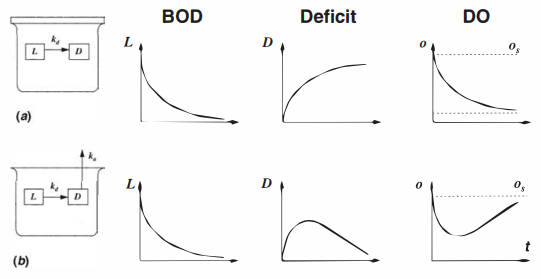 BOD Deficit DO
L k_d D
L
D
o o_s
(a)
k_a
L k_d D
L
D
o o_s
t
(b)